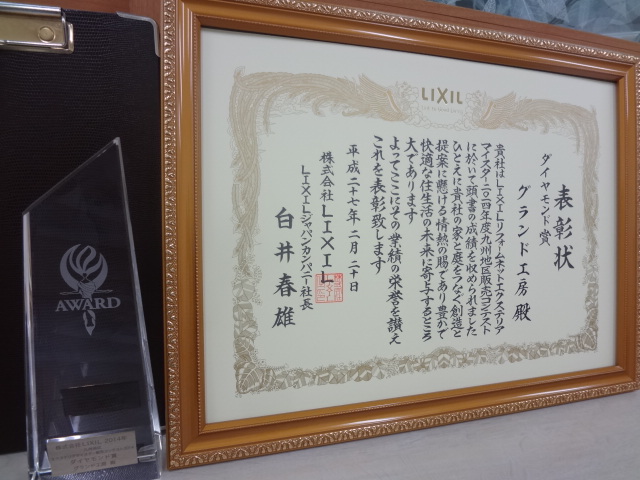 LIXIL
表彰状
ダイヤモンド賞
グランド工房 殿
貴社はLIXILリフォームネットエクステリア
マイスター二〇一四年度九州地区販売コンテスト
に於いて頭書の成績を収められました
ひとえに貴社の家と庭をつなぐ創造と
提案に懸ける情熱の賜であり豊かで
快適な住生活の未来に寄与するところ
大であります
よってここにその業績の栄誉を讃え
これを表彰致します
平成二十七年二月二十日
株式会社LIXIL
LIXILジャパンカンパニー社長
白井春雄
AWARD